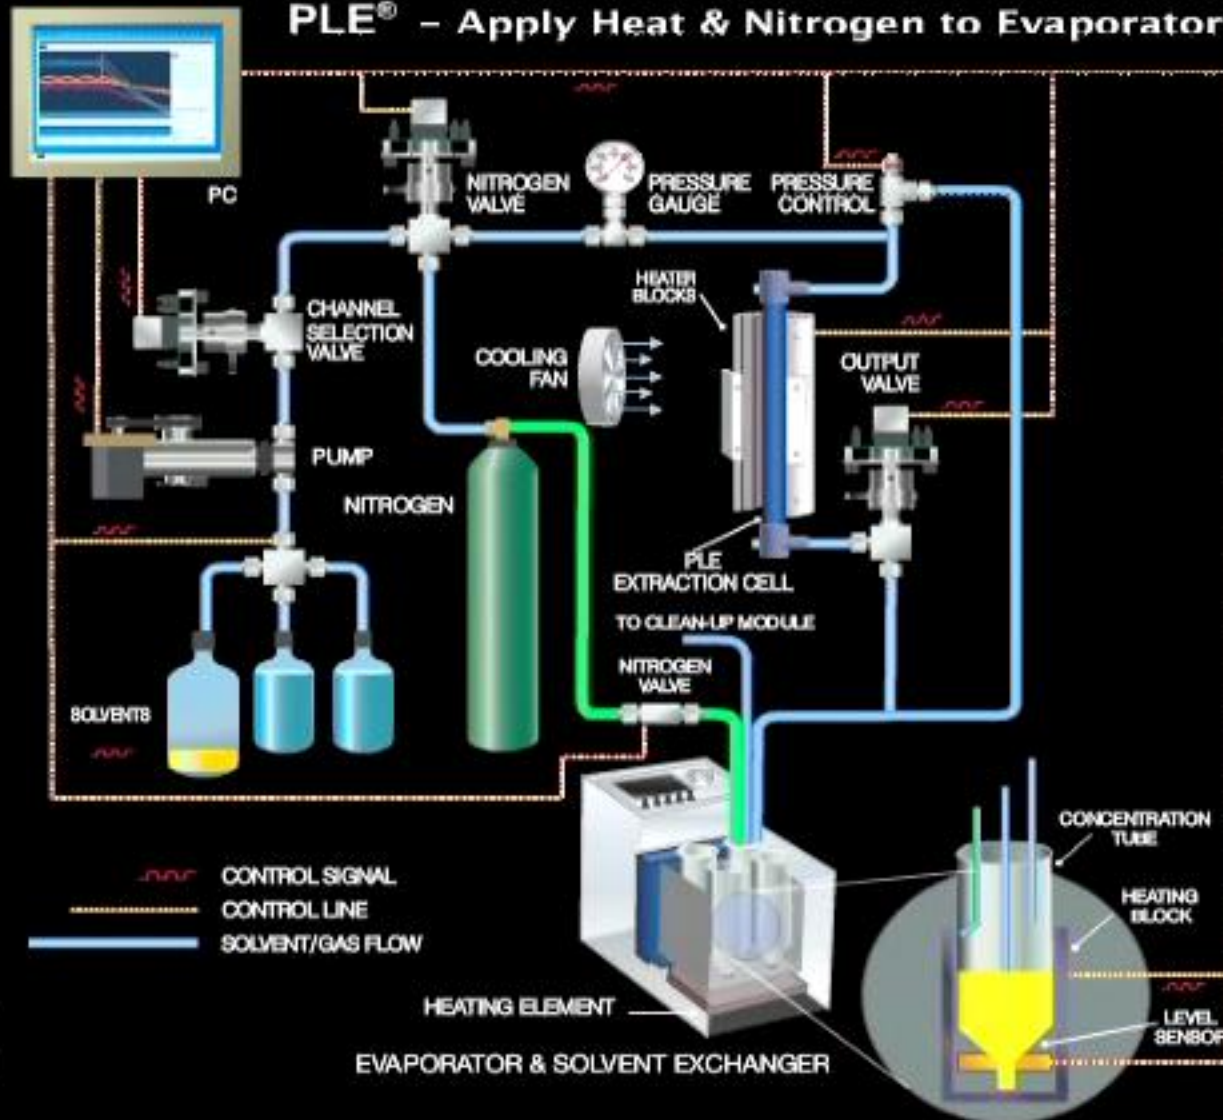 PLE® – Apply Heat & Nitrogen to Evaporator
PC
NITROGEN
VALVE
PRESSURE
GAUGE
PRESSURE
CONTROL
HEATER
BLOCKS
CHANNEL
SELECTION
VALVE
COOLING
FAN
OUTPUT
VALVE
PUMP
NITROGEN
PLE
EXTRACTION CELL
TO CLEAN-UP MODULE
NITROGEN
VALVE
SOLVENTS
CONCENTRATION
TUBE
CONTROL SIGNAL
CONTROL LINE
SOLVENT/GAS FLOW
HEATING
BLOCK
HEATING ELEMENT
LEVEL
SENSOR
EVAPORATOR & SOLVENT EXCHANGER